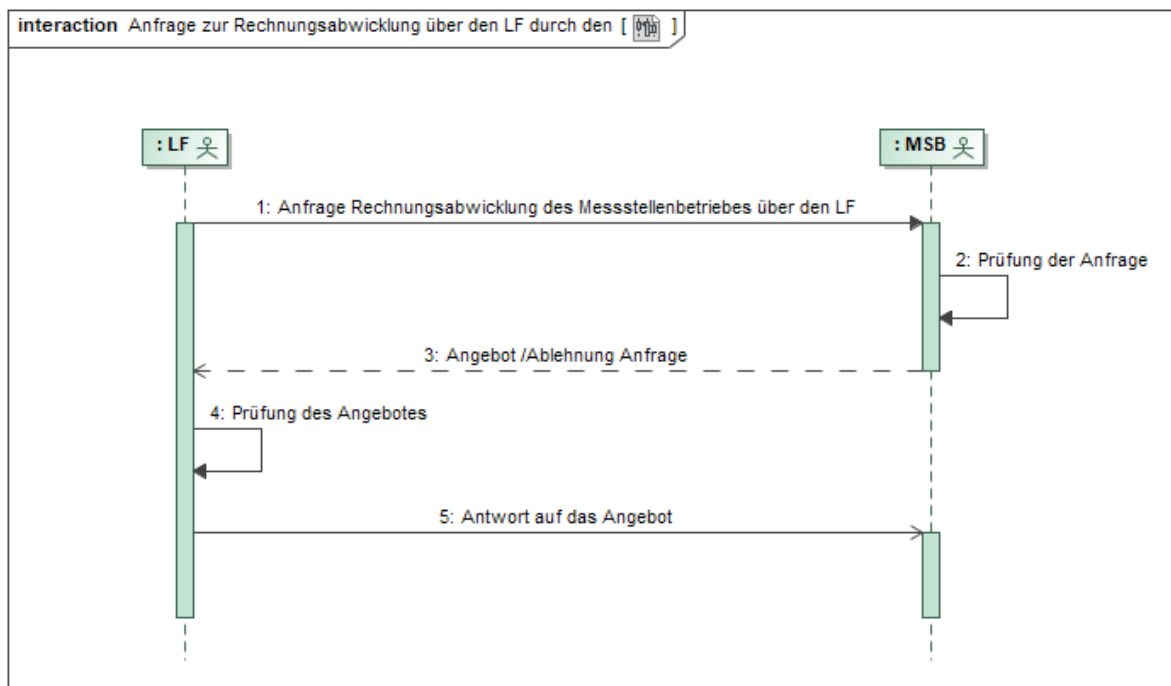 interaction Anfrage zur Rechnungsabwicklung über den LF durch den [ ]
: LF
: MSB
1: Anfrage Rechnungsabwicklung des Messstellenbetriebes über den LF
2: Prüfung der Anfrage
3: Angebot /Ablehnung Anfrage
4: Prüfung des Angebotes
5: Antwort auf das Angebot